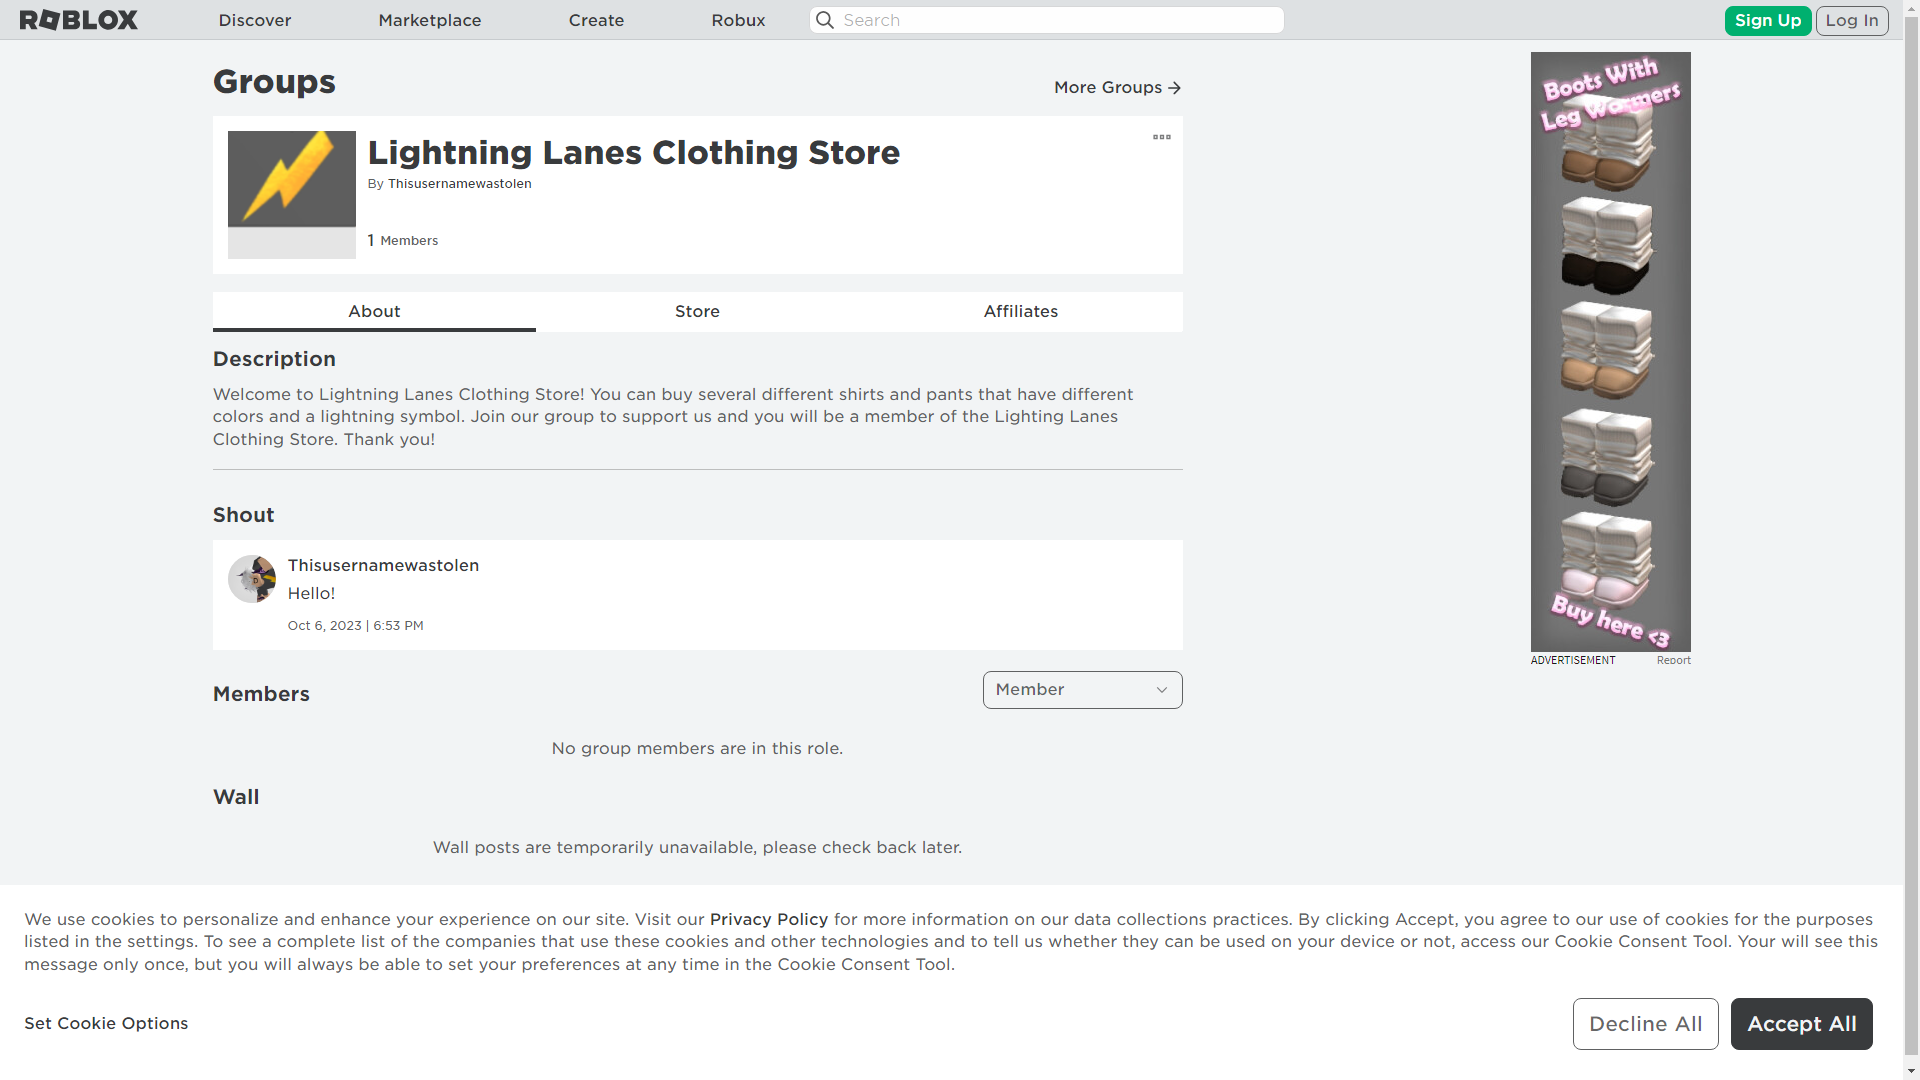 ROBLOX
Discover
Marketplace
Create
Robux
Search
Sign Up
Log In
Groups
More Groups
Lightning Lanes Clothing Store
By Thisusernamewastolen
1 Members
About
Store
Affiliates
Description
Welcome to Lightning Lanes Clothing Store! You can buy several different shirts and pants that have different
colors and a lightning symbol. Join our group to support us and you will be a member of the Lighting Lanes
Clothing Store. Thank you!
Shout
Thisusernamewastolen
Hello!
Oct 6, 2023 | 6:53 PM
Members
Member
No group members are in this role.
Wall
Wall posts are temporarily unavailable, please check back later.
Boots With
Leg Warmers
Buy here <3
ADVERTISEMENT
Report
We use cookies to personalize and enhance your experience on our site. Visit our Privacy Policy for more information on our data collections practices. By clicking Accept, you agree to our use of cookies for the purposes
listed in the settings. To see a complete list of the companies that use these cookies and other technologies and to tell us whether they can be used on your device or not, access our Cookie Consent Tool. Your will see this
message only once, but you will always be able to set your preferences at any time in the Cookie Consent Tool.
Set Cookie Options
Decline All
Accept All